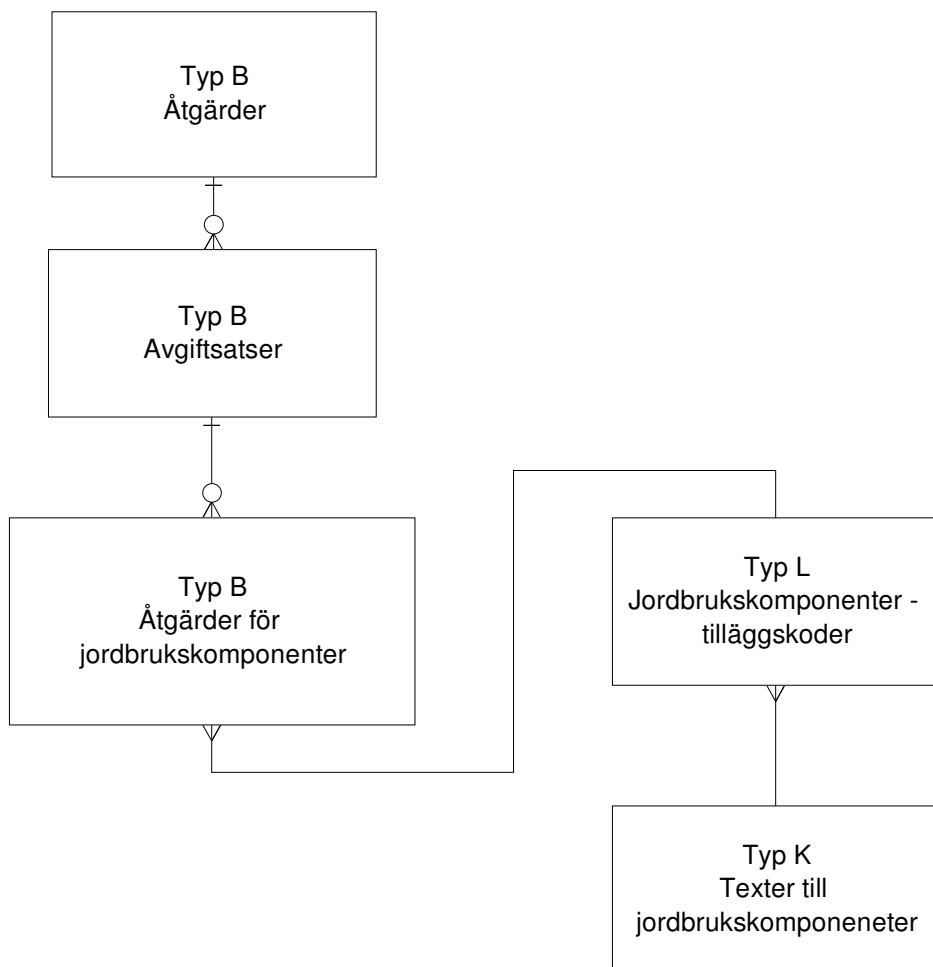 Typ B
Åtgärder
Typ B
Avgiftsatser
Typ B
Åtgärder för
jordbrukskomponenter
Typ L
Jordbrukskomponenter -
tilläggskoder
Typ K
Texter till
jordbrukskomponeneter